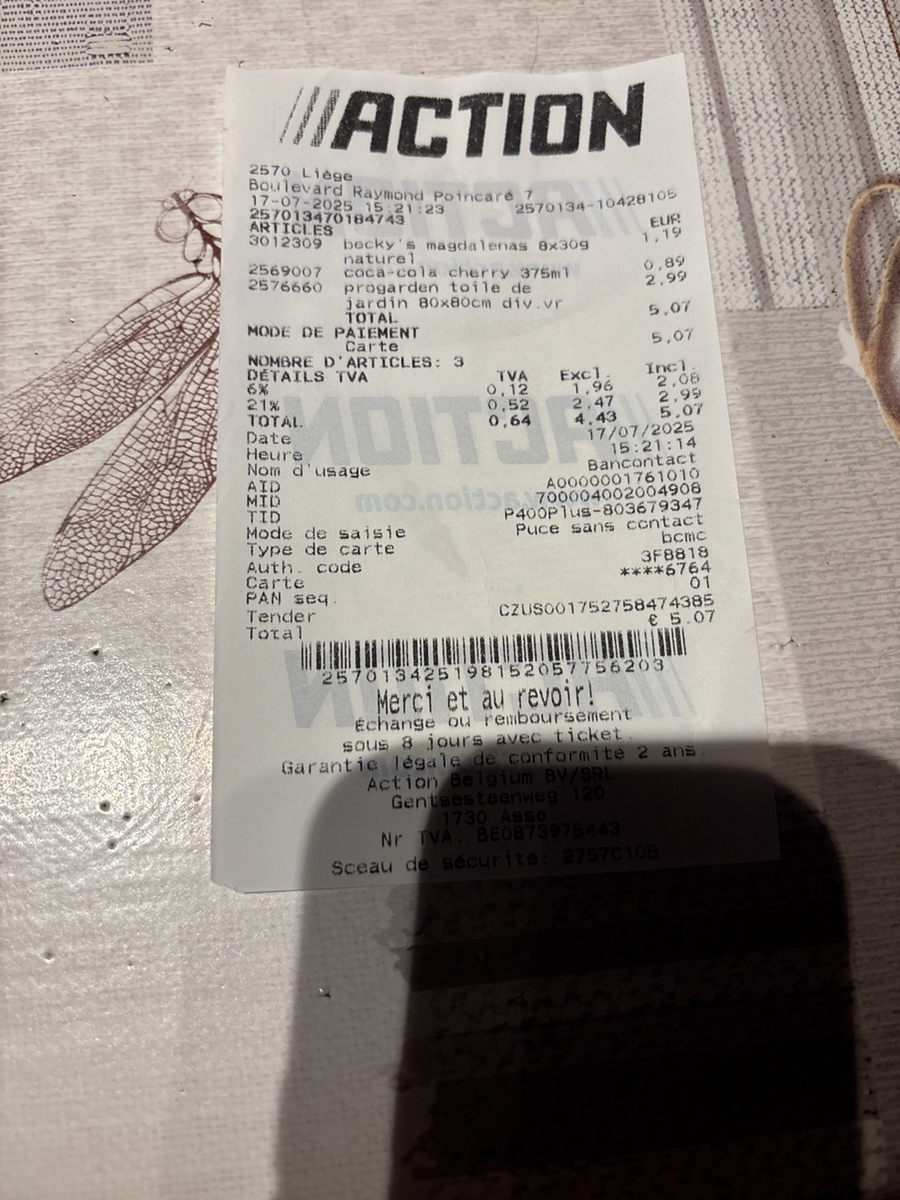 ///ACTION
2570 Liège
Boulevard Raymond Poincaré 7
17-07-2025 15:21:23 2570134-10428105
257013470184743 EUR
ARTICLES
3012309 becky's magdalenas 8x30g 1,19
naturel
2569007 coca-cola cherry 375ml 0,89
2576660 progarden toile de 2,99
jardin 80x80cm div.vr
TOTAL 5,07
MODE DE PAIEMENT
Carte 5,07
NOMBRE D'ARTICLES: 3
DÉTAILS TVA TVA Excl. Incl.
6% 0,12 1,96 2,08
21% 0,52 2,47 2,99
TOTAL 0,64 4,43 5,07
Date 17/07/2025
Heure 15:21:14
Nom d'usage Bancontact
AID A0000001761010
MID 700004002004908
TID P400Plus-803679347
Mode de saisie Puce sans contact
Type de carte bcmc
Auth. code 3F8818
Carte ****6764
PAN seq. 01
Tender CZUS001752758474385
Total € 5.07
257013425198152057756203
Merci et au revoir!
Échange ou remboursement
sous 8 jours avec ticket.
Garantie légale de conformité 2 ans.
Action Belgium BV/SRL
Gentsesteenweg 120
1730 Asse
Nr TVA. BE0873975443
Sceau de sécurité: 2757C10B